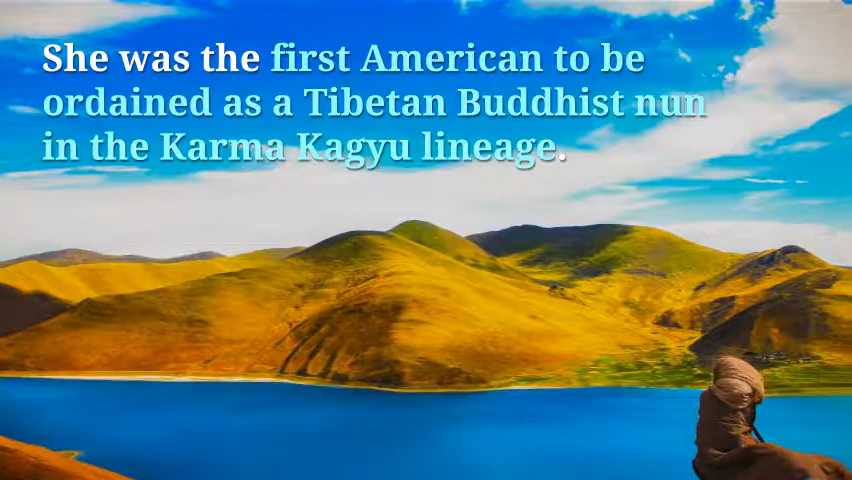 She was the first American to be
ordained as a Tibetan Buddhist nun
in the Karma Kagyu lineage.